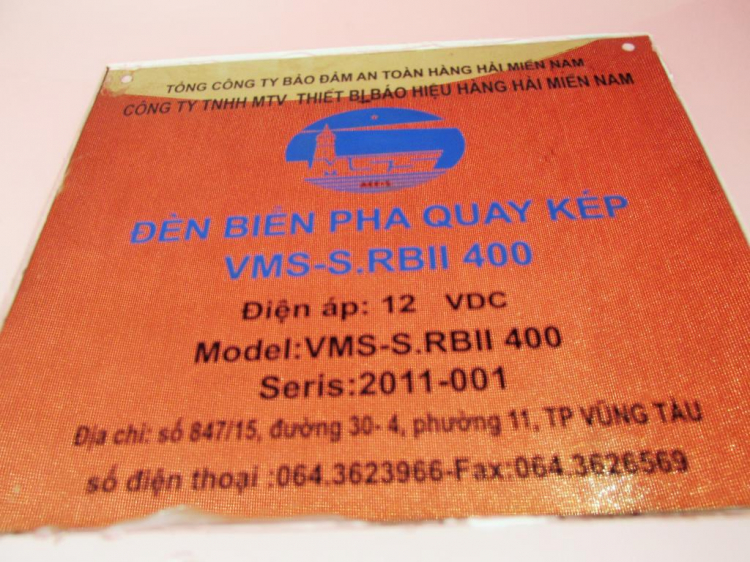 TỔNG CÔNG TY BẢO ĐẢM AN TOÀN HÀNG HẢI MIỀN NAM
CÔNG TY TNHH MTV THIẾT BỊ BÁO HIỆU HÀNG HẢI MIỀN NAM
ĐÈN BIỂN PHA QUAY KÉP
VMS-S.RBII 400
Điện áp: 12 VDC
Model:VMS-S.RBII 400
Seris:2011-001
Địa chỉ: số 847/15, đường 30-4, phường 11, TP VŨNG TÀU
số điện thoại :064.3623966-Fax:064.3626569